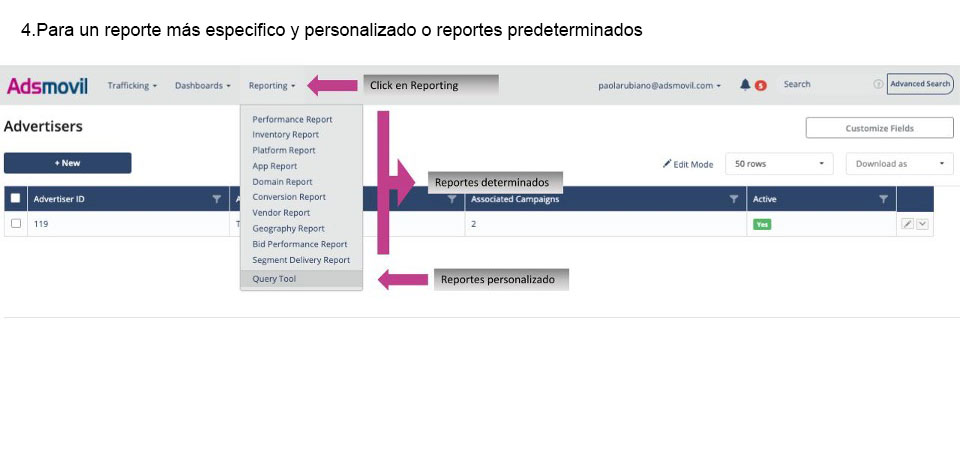 4.Para un reporte más especifico y personalizado o reportes predeterminados
Adsmovil Trafficking Dashboards Reporting Click en Reporting paolarubiano@adsmovil.com 5 Search Advanced Search
Advertisers
Customize Fields
+ New
Edit Mode 50 rows Download as
Performance Report
Inventory Report
Platform Report
App Report
Domain Report
Conversion Report
Vendor Report
Geography Report
Bid Performance Report
Segment Delivery Report
Query Tool
Reportes determinados
Reportes personalizado
Advertiser ID A Associated Campaigns Active
119 T 2 Yes